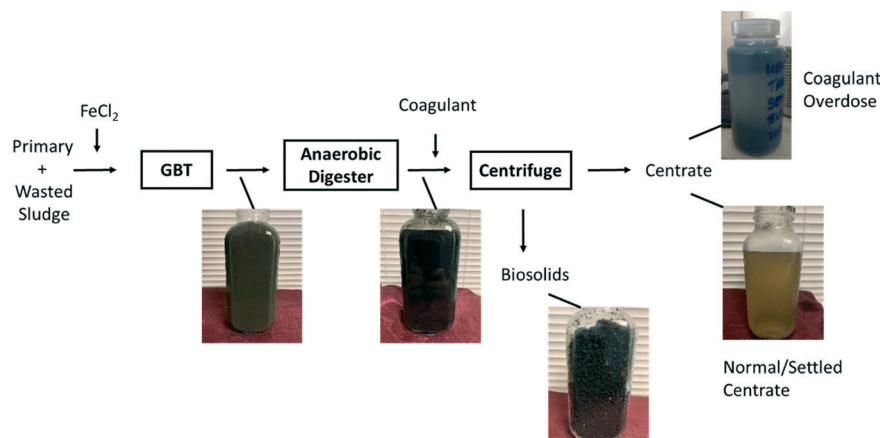 FeCl₂
Primary
+
Wasted
Sludge
GBT
Anaerobic
Digester
Coagulant
Centrifuge
Biosolids
Centrate
Coagulant
Overdose
Normal/Settled
Centrate